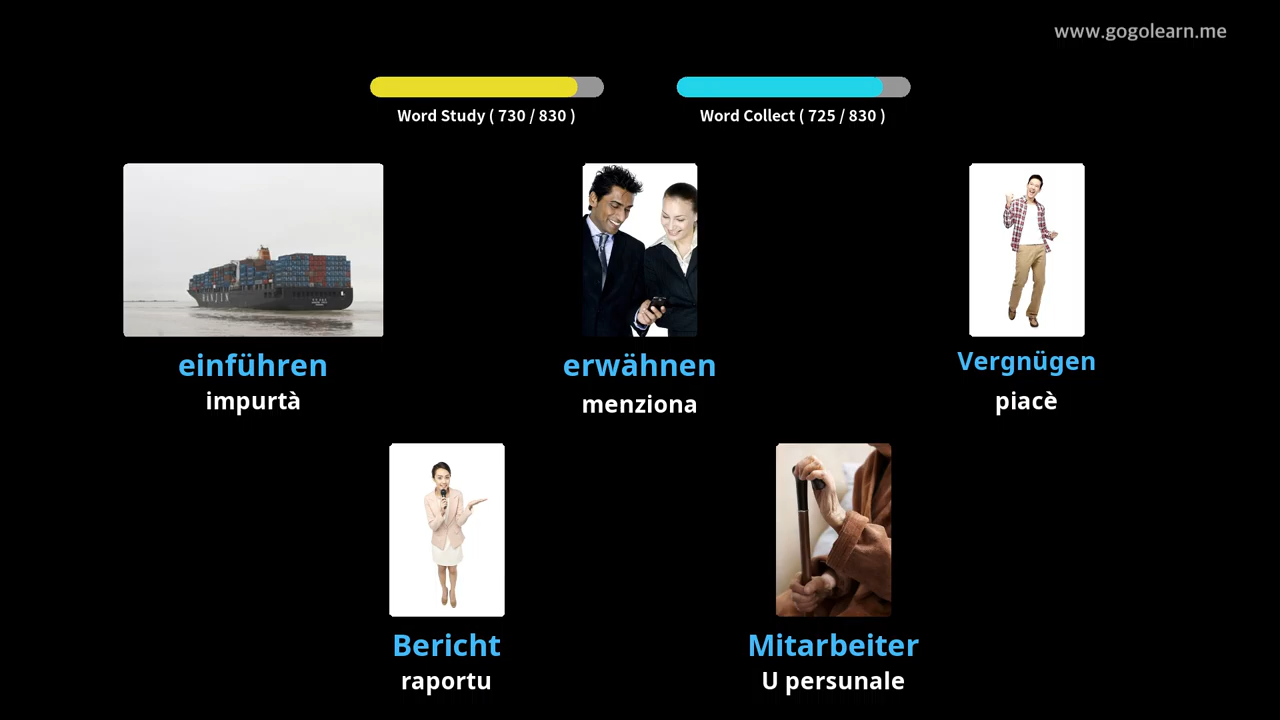 www.gogolearn.me
Word Study ( 730 / 830 )
Word Collect ( 725 / 830 )
HANJIN
einführen
erwähnen
Vergnügen
impurtà
menziona
piacè
Bericht
Mitarbeiter
raportu
U persunale